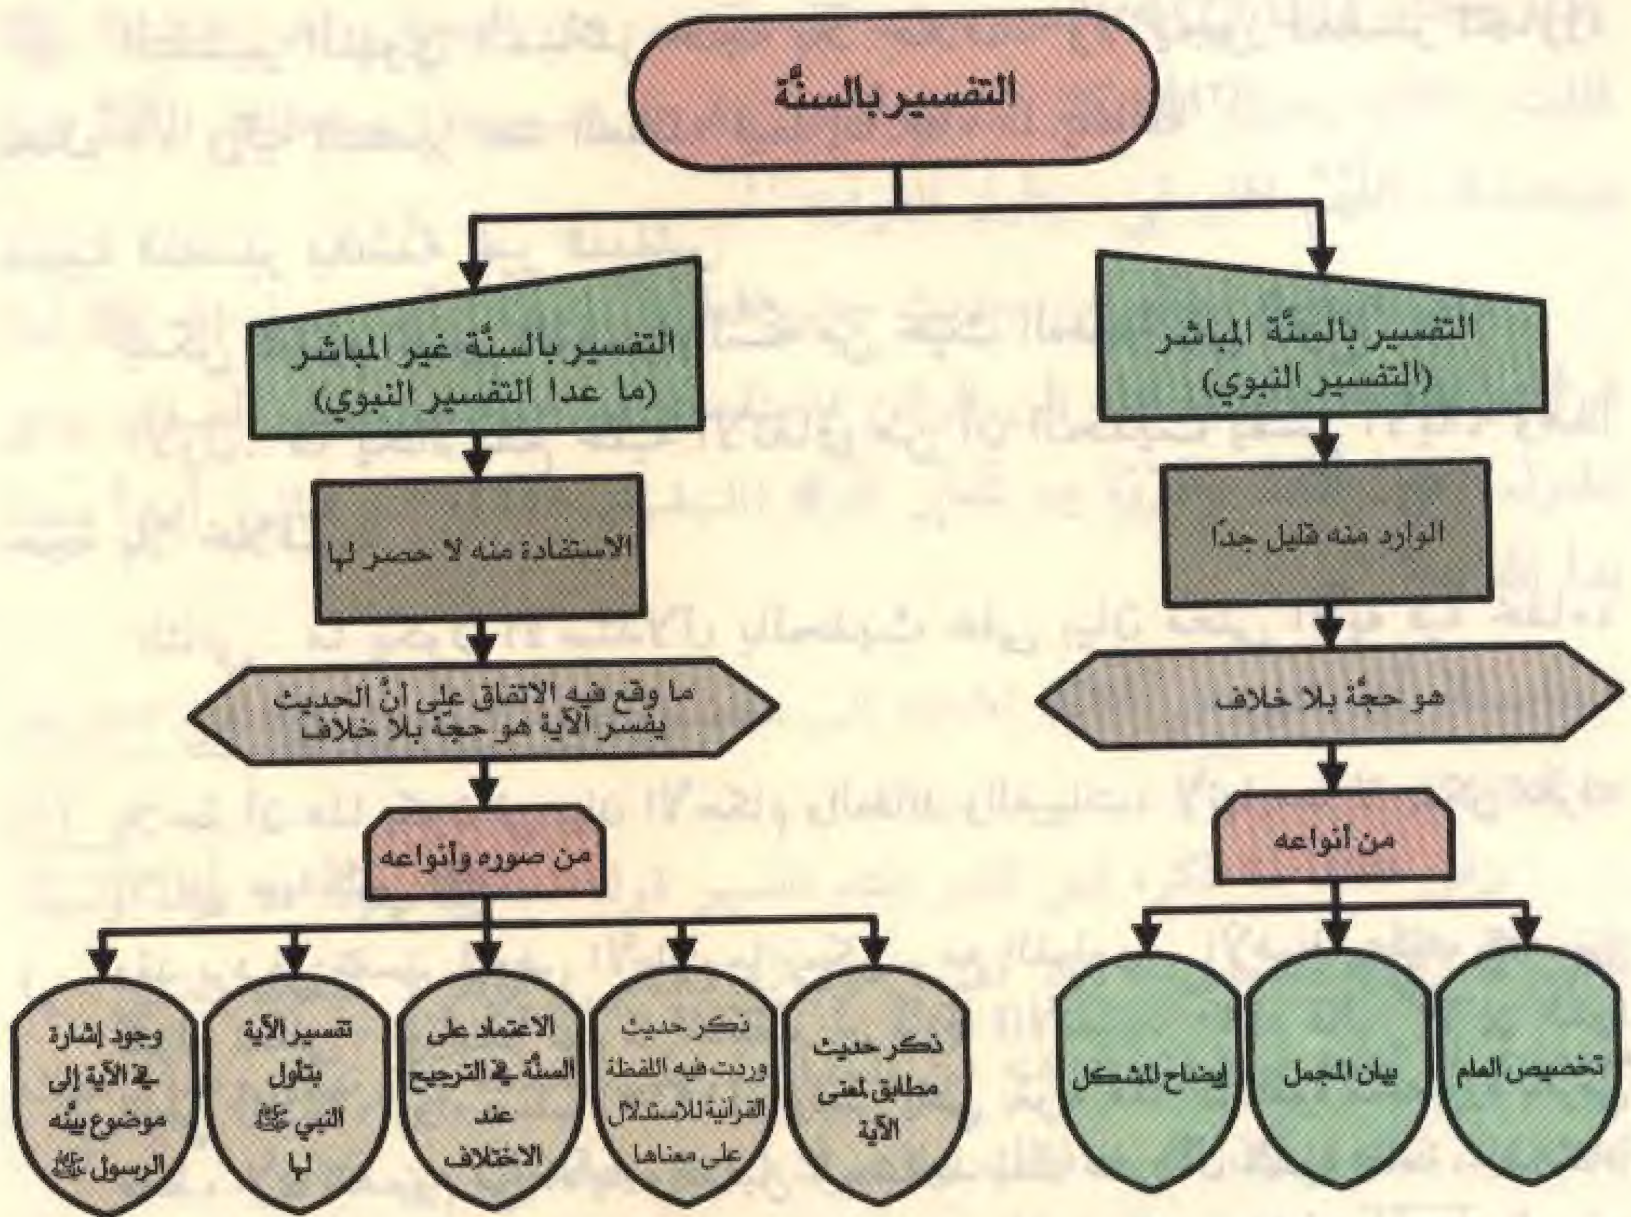 التفسير بالسنَّة
التفسير بالسنَّة المباشر
(التفسير النبوي)
الوارد منه قليل جدًا
هو حجَّة بلا خلاف
من أنواعه
تخصيص العام
بيان المجمل
إيضاح المشكل
التفسير بالسنَّة غير المباشر
(ما عدا التفسير النبوي)
الاستفادة منه لا حصر لها
ما وقع فيه الاتفاق على أنَّ الحديث
يفسر الآية هو حجَّة بلا خلاف
من صوره وأنواعه
ذكر حديث
مطابق لمعنى
الآية
ذكر حديث
وردت فيه اللفظة
القرآنية للاستدلال
على معناها
الاعتماد على
السنَّة في الترجيح
عند
الاختلاف
تفسير الآية
بتأول
النبي ﷺ
لها
وجود إشارة
في الآية إلى
موضوع بيَّنه
الرسول ﷺ